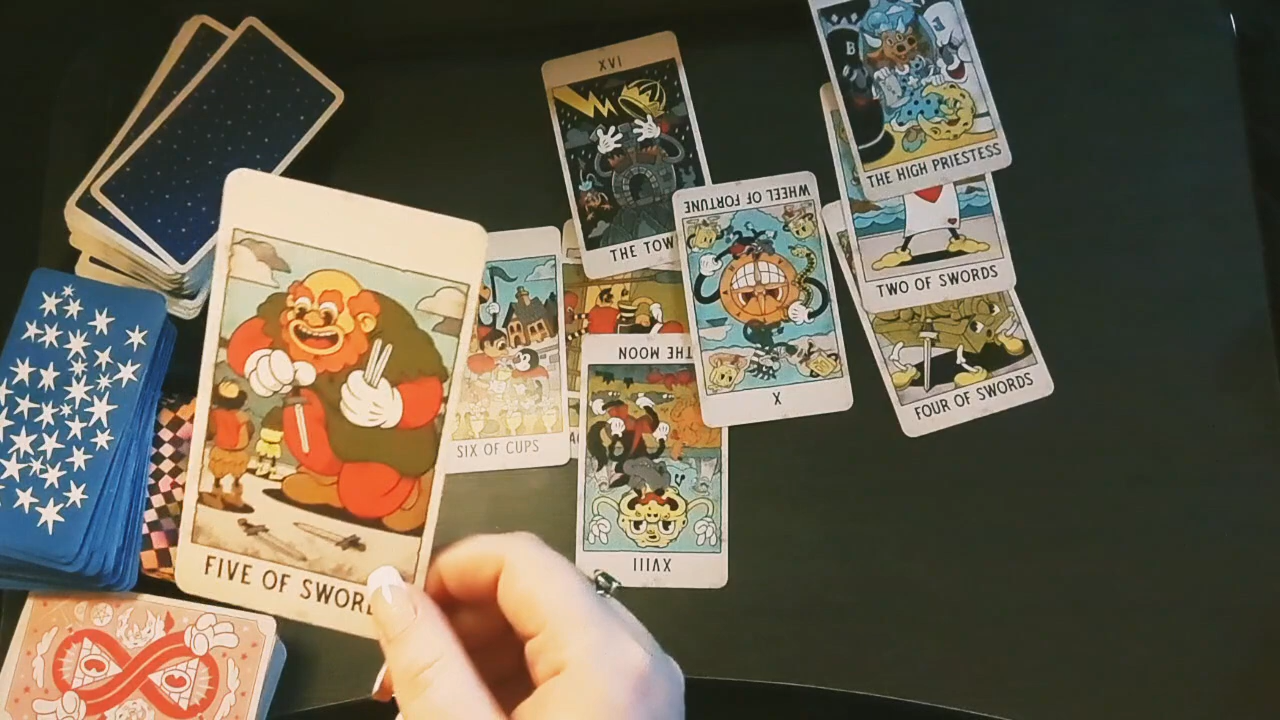 XVI
THE TOW
B
THE HIGH PRIESTESS
WHEEL OF FORTUNE
X
TWO OF SWORDS
FOUR OF SWORDS
SIX OF CUPS
THE MOON
XVIII
FIVE OF SWOR